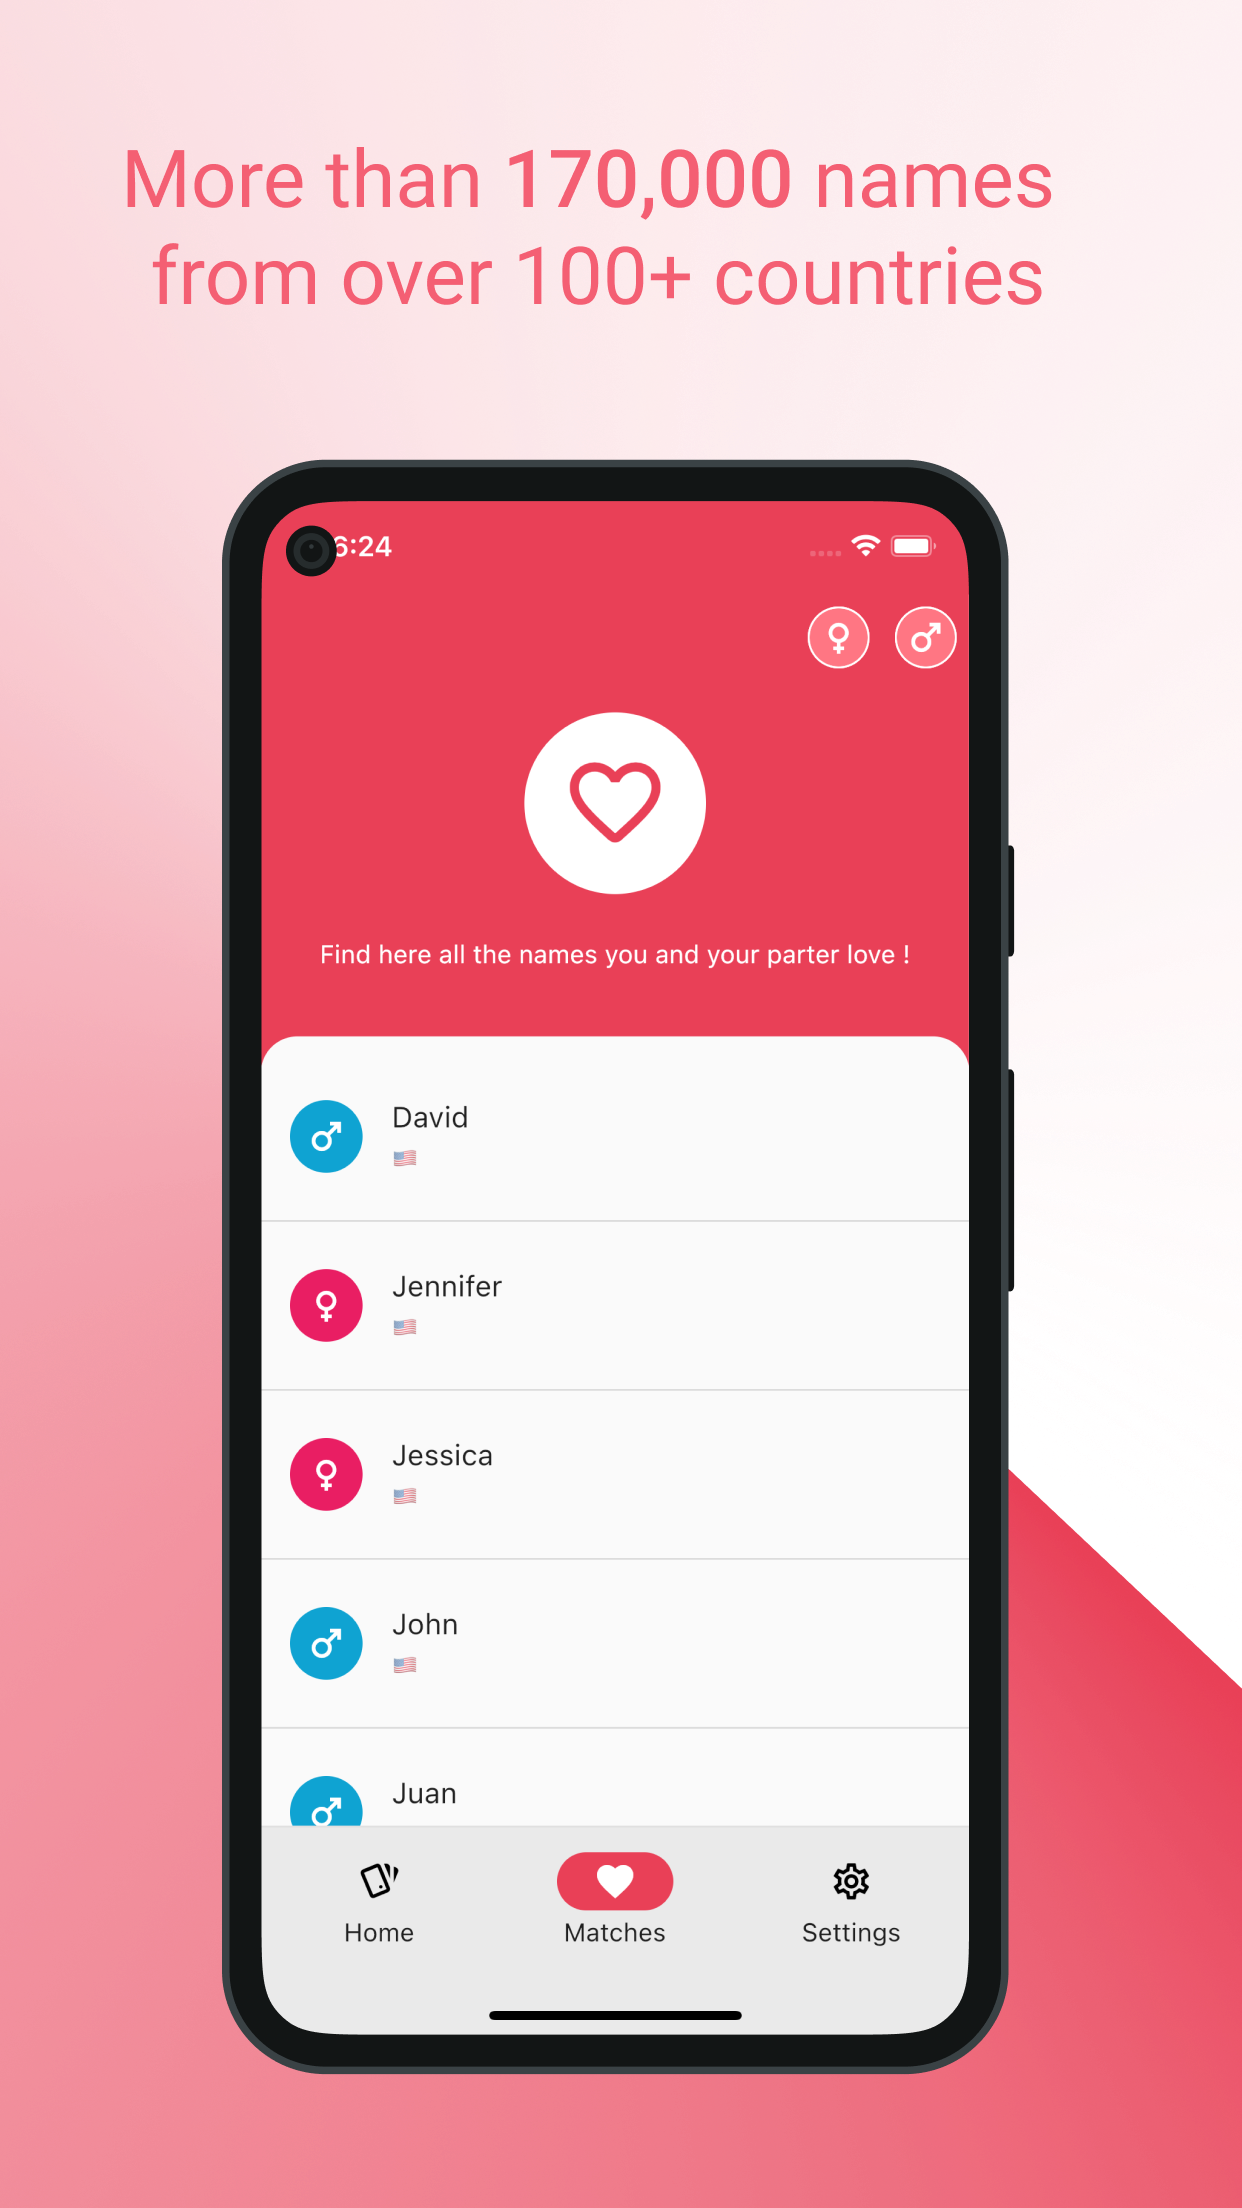 More than 170,000 names
from over 100+ countries
6:24
Find here all the names you and your parter love !
David
Jennifer
Jessica
John
Juan
Home
Matches
Settings